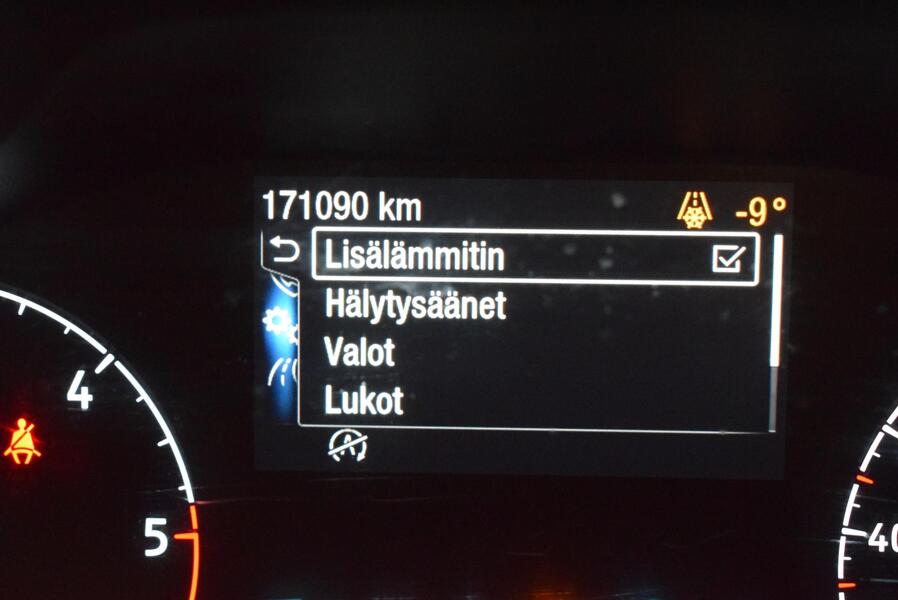 171090 km
-9°
Lisälämmitin
Hälytysäänet
Valot
Lukot
A
4
5
40